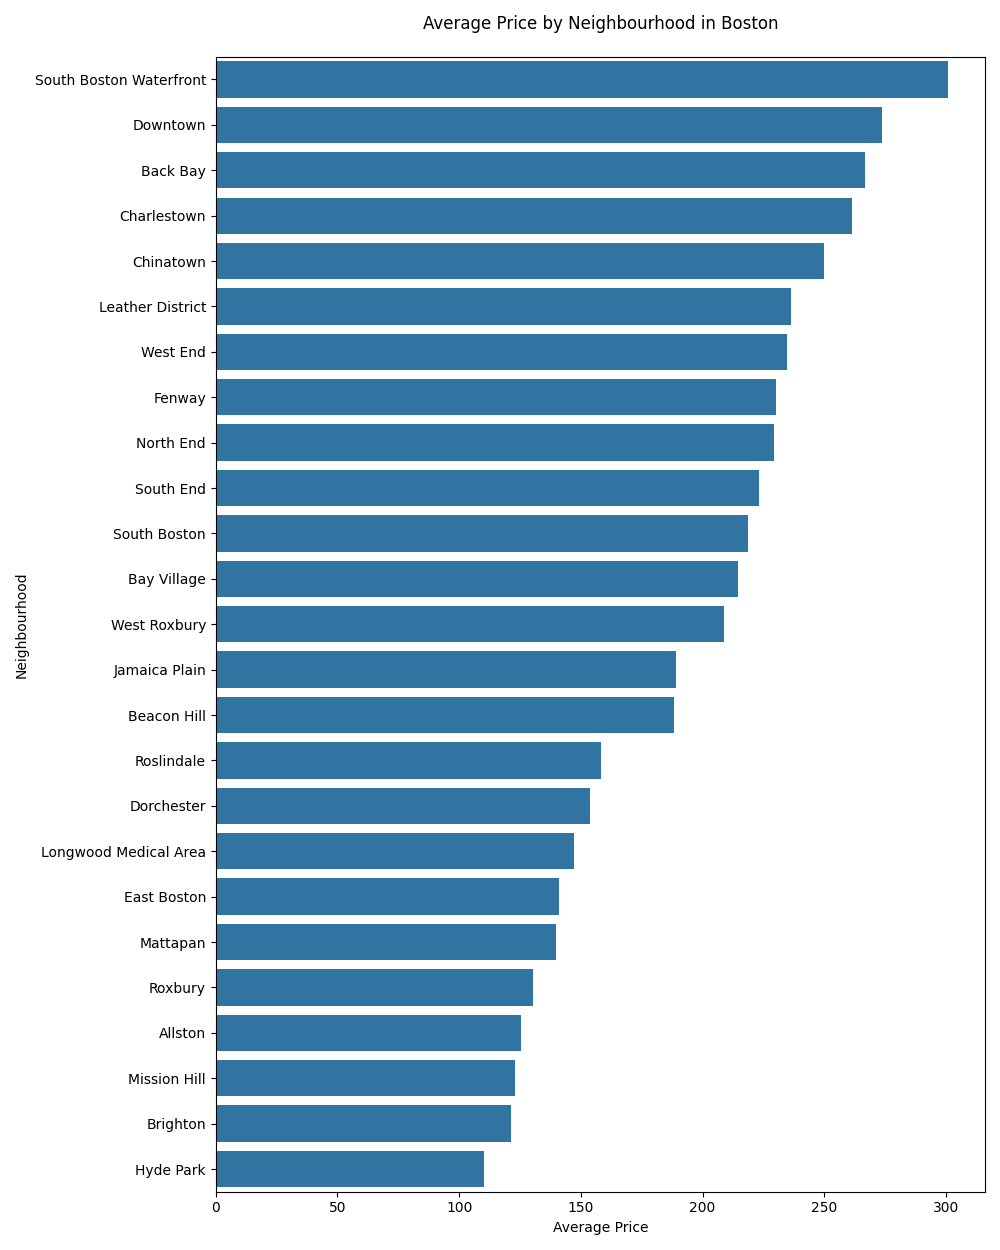 Average Price by Neighbourhood in Boston
South Boston Waterfront
Downtown
Back Bay
Charlestown
Chinatown
Leather District
West End
Fenway
North End
South End
South Boston
Bay Village
West Roxbury
Jamaica Plain
Beacon Hill
Roslindale
Dorchester
Longwood Medical Area
East Boston
Mattapan
Roxbury
Allston
Mission Hill
Brighton
Hyde Park
Neighbourhood
0 50 100 150 200 250 300
Average Price